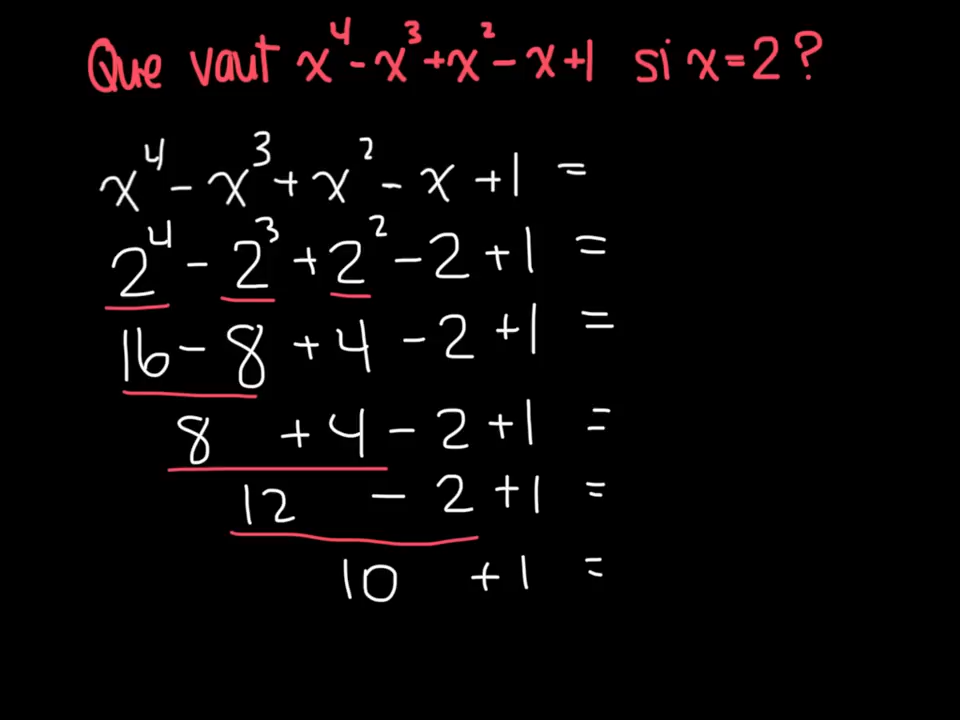 Que vaut x⁴ - x³ + x² - x + 1 si x = 2 ?
x⁴ - x³ + x² - x + 1 =
2⁴ - 2³ + 2² - 2 + 1 =
16 - 8 + 4 - 2 + 1 =
8 + 4 - 2 + 1 =
12 - 2 + 1 =
10 + 1 =